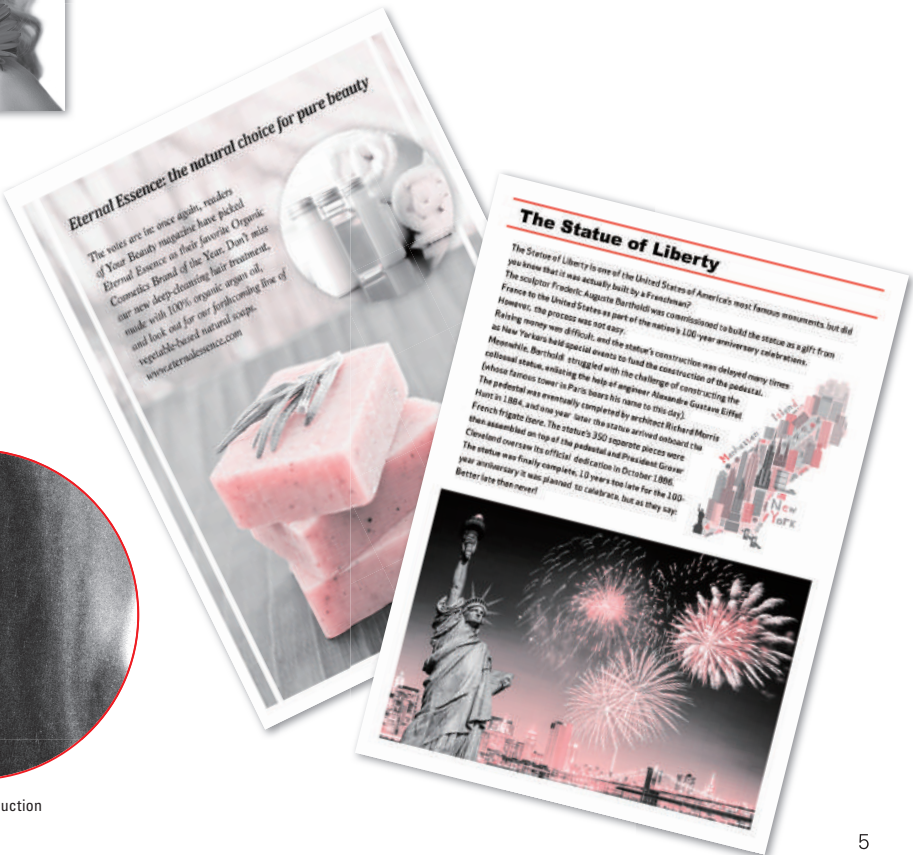 Eternal Essence: the natural choice for pure beauty
The votes are in: once again, readers
of Your Beauty magazine have picked
Eternal Essence as their favorite Organic
Cosmetics Brand of the Year. Don't miss
our new deep-cleansing hair treatment,
made with 100% organic argan oil,
and look out for our forthcoming line of
vegetable-based natural soaps.
www.eternalessence.com
The Statue of Liberty
The Statue of Liberty is one of the United States of America's most famous monuments, but did
you know that it was actually built by a Frenchman?
The sculptor Frederic Auguste Bartholdi was commissioned to build the statue as a gift from
France to the United States as part of the nation's 100-year anniversary celebrations.
However, the process was not easy.
Raising money was difficult, and the statue's construction was delayed many times
as New Yorkers held special events to fund the construction of the pedestal.
Meanwhile, Bartholdi struggled with the challenge of constructing the
colossal statue, enlisting the help of engineer Alexandre Gustave Eiffel
(whose famous tower in Paris bears his name to this day).
The pedestal was eventually completed by architect Richard Morris
Hunt in 1884, and one year later the statue arrived onboard the
French frigate Isere. The statue's 350 separate pieces were
then assembled on top of the pedestal and President Grover
Cleveland oversaw its official dedication in October 1886.
The statue was finally complete, 10 years too late for the 100-
year anniversary it was planned to celebrate, but as they say:
Better late than never!
Manhattan Island
New
York
uction
5